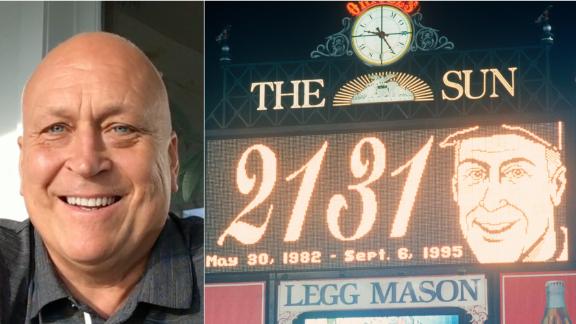 ORIOLES
THE SUN
2131
May 30, 1982 - Sept. 6, 1995
LEGG MASON